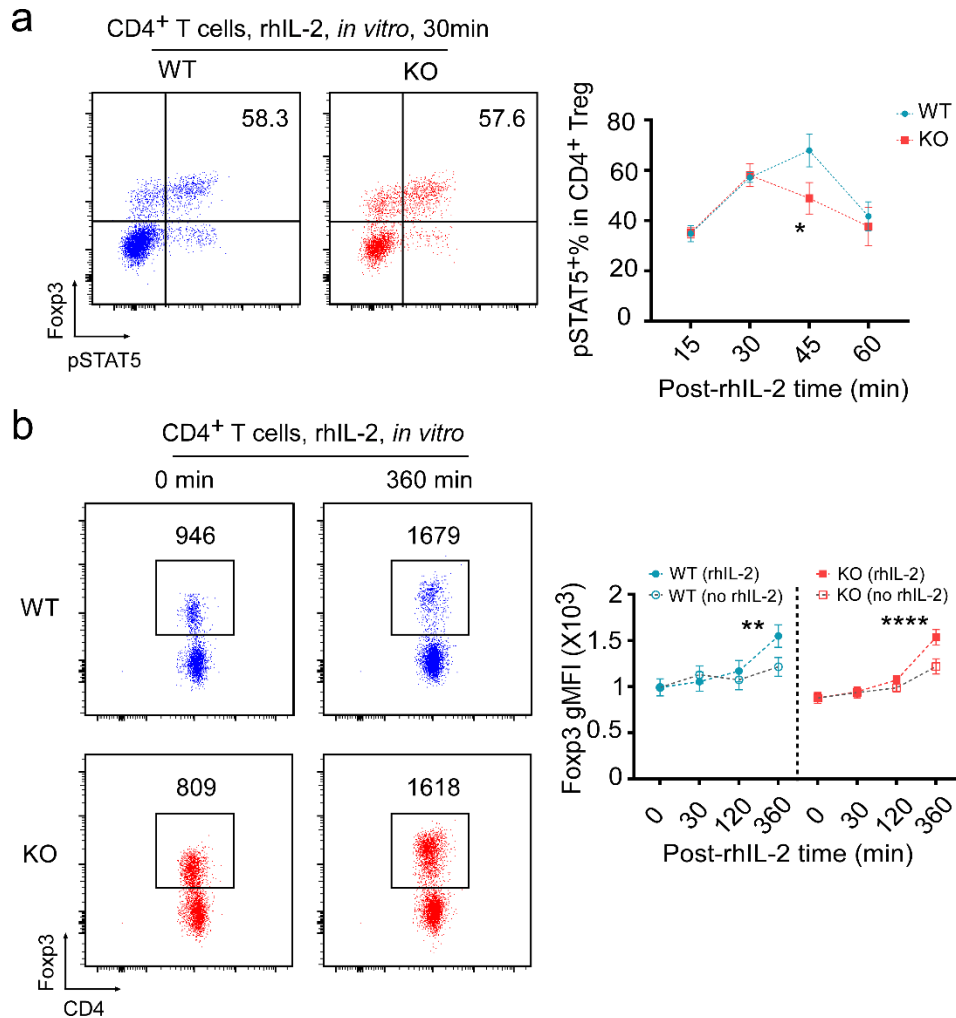 a
CD4+ T cells, rhIL-2, in vitro, 30min
WT
KO
58.3
57.6
Foxp3
pSTAT5
WT
KO
pSTAT5+% in CD4+ Treg
80
60
40
20
0
15
30
45
60
*
Post-rhIL-2 time (min)
b
CD4+ T cells, rhIL-2, in vitro
0 min
360 min
WT
946
1679
KO
809
1618
Foxp3
CD4
WT (rhIL-2)
WT (no rhIL-2)
KO (rhIL-2)
KO (no rhIL-2)
**
****
Foxp3 gMFI (X10³)
2
1.5
1
0.5
0
0
30
120
360
0
30
120
360
Post-rhIL-2 time (min)